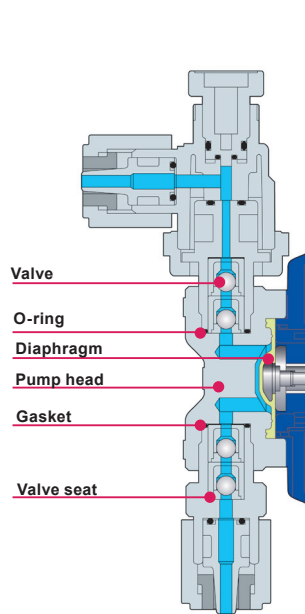 Valve
O-ring
Diaphragm
Pump head
Gasket
Valve seat